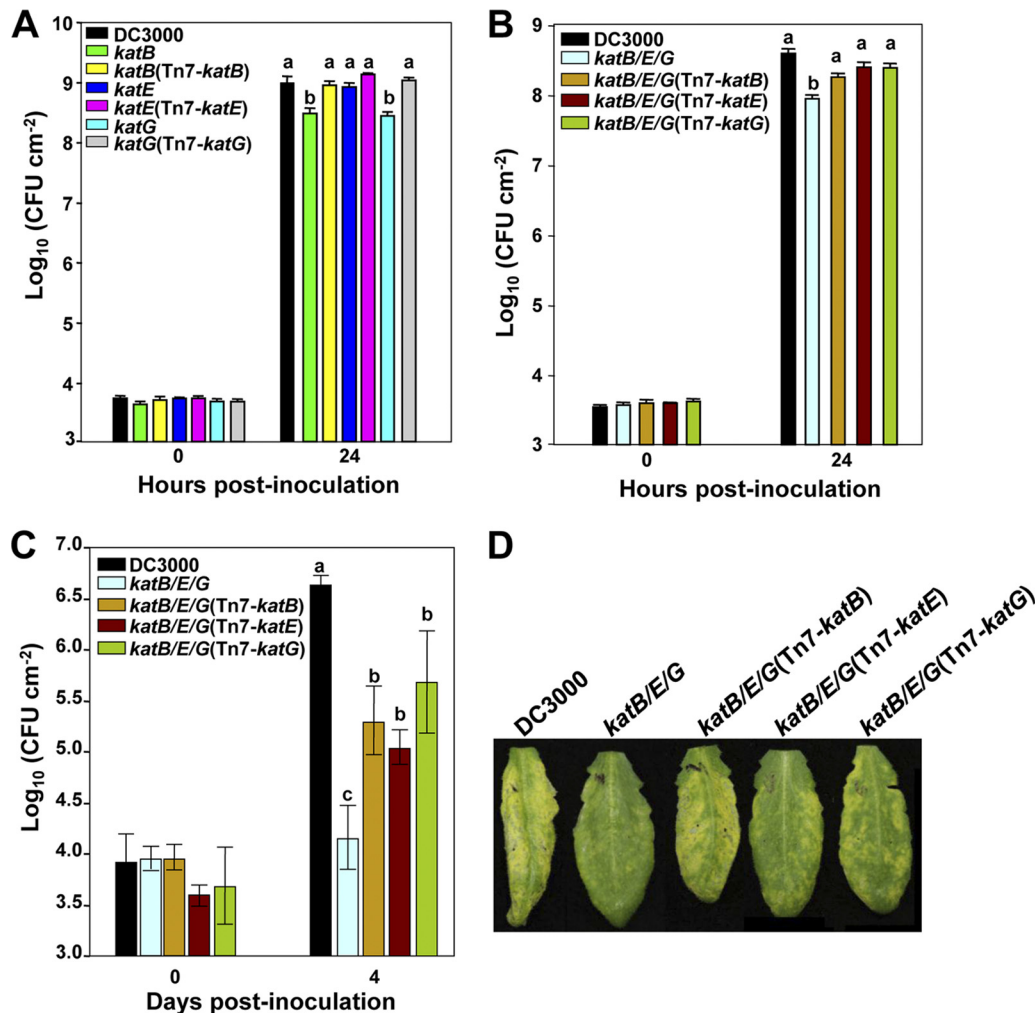 A
Log10 (CFU cm-2)
10
9
8
7
6
5
4
3
DC3000
katB
katB(Tn7-katB)
katE
katE(Tn7-katE)
katG
katG(Tn7-katG)
a
b
a
a
a
b
a
0
24
Hours post-inoculation
B
Log10 (CFU cm-2)
9
8
7
6
5
4
3
DC3000
katB/E/G
katB/E/G(Tn7-katB)
katB/E/G(Tn7-katE)
katB/E/G(Tn7-katG)
a
b
a
a
a
0
24
Hours post-inoculation
C
Log10 (CFU cm-2)
7.0
6.5
6.0
5.5
5.0
4.5
4.0
3.5
3.0
DC3000
katB/E/G
katB/E/G(Tn7-katB)
katB/E/G(Tn7-katE)
katB/E/G(Tn7-katG)
a
c
b
b
b
0
4
Days post-inoculation
D
DC3000
katB/E/G
katB/E/G(Tn7-katB)
katB/E/G(Tn7-katE)
katB/E/G(Tn7-katG)